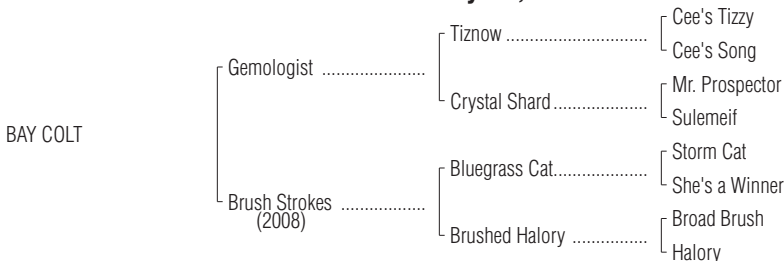 Cee's Tizzy
Tiznow ..............................
Cee's Song
Gemologist ......................
Mr. Prospector
Crystal Shard....................
Sulemeif
BAY COLT
Storm Cat
Bluegrass Cat....................
She's a Winner
Brush Strokes ..................
(2008)
Broad Brush
Brushed Halory ................
Halory